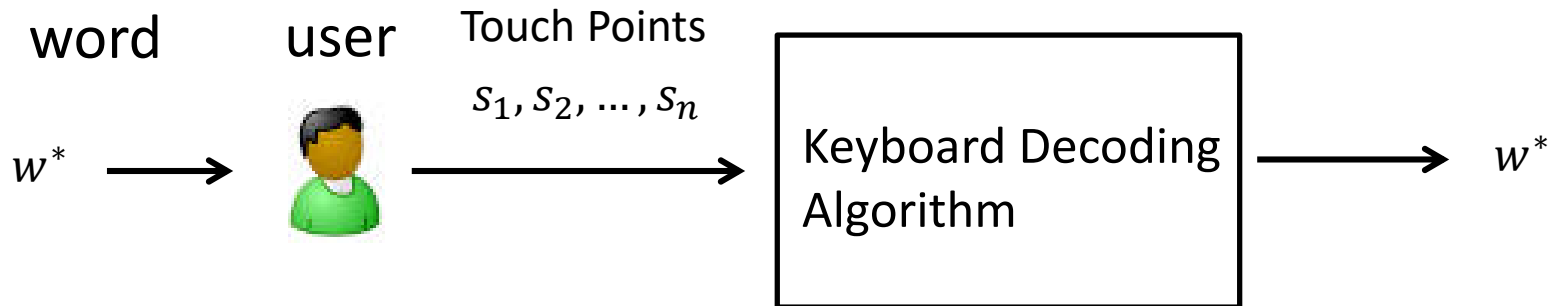 word
user
Touch Points
s₁, s₂, ..., sₙ
w*
Keyboard Decoding
Algorithm
w*